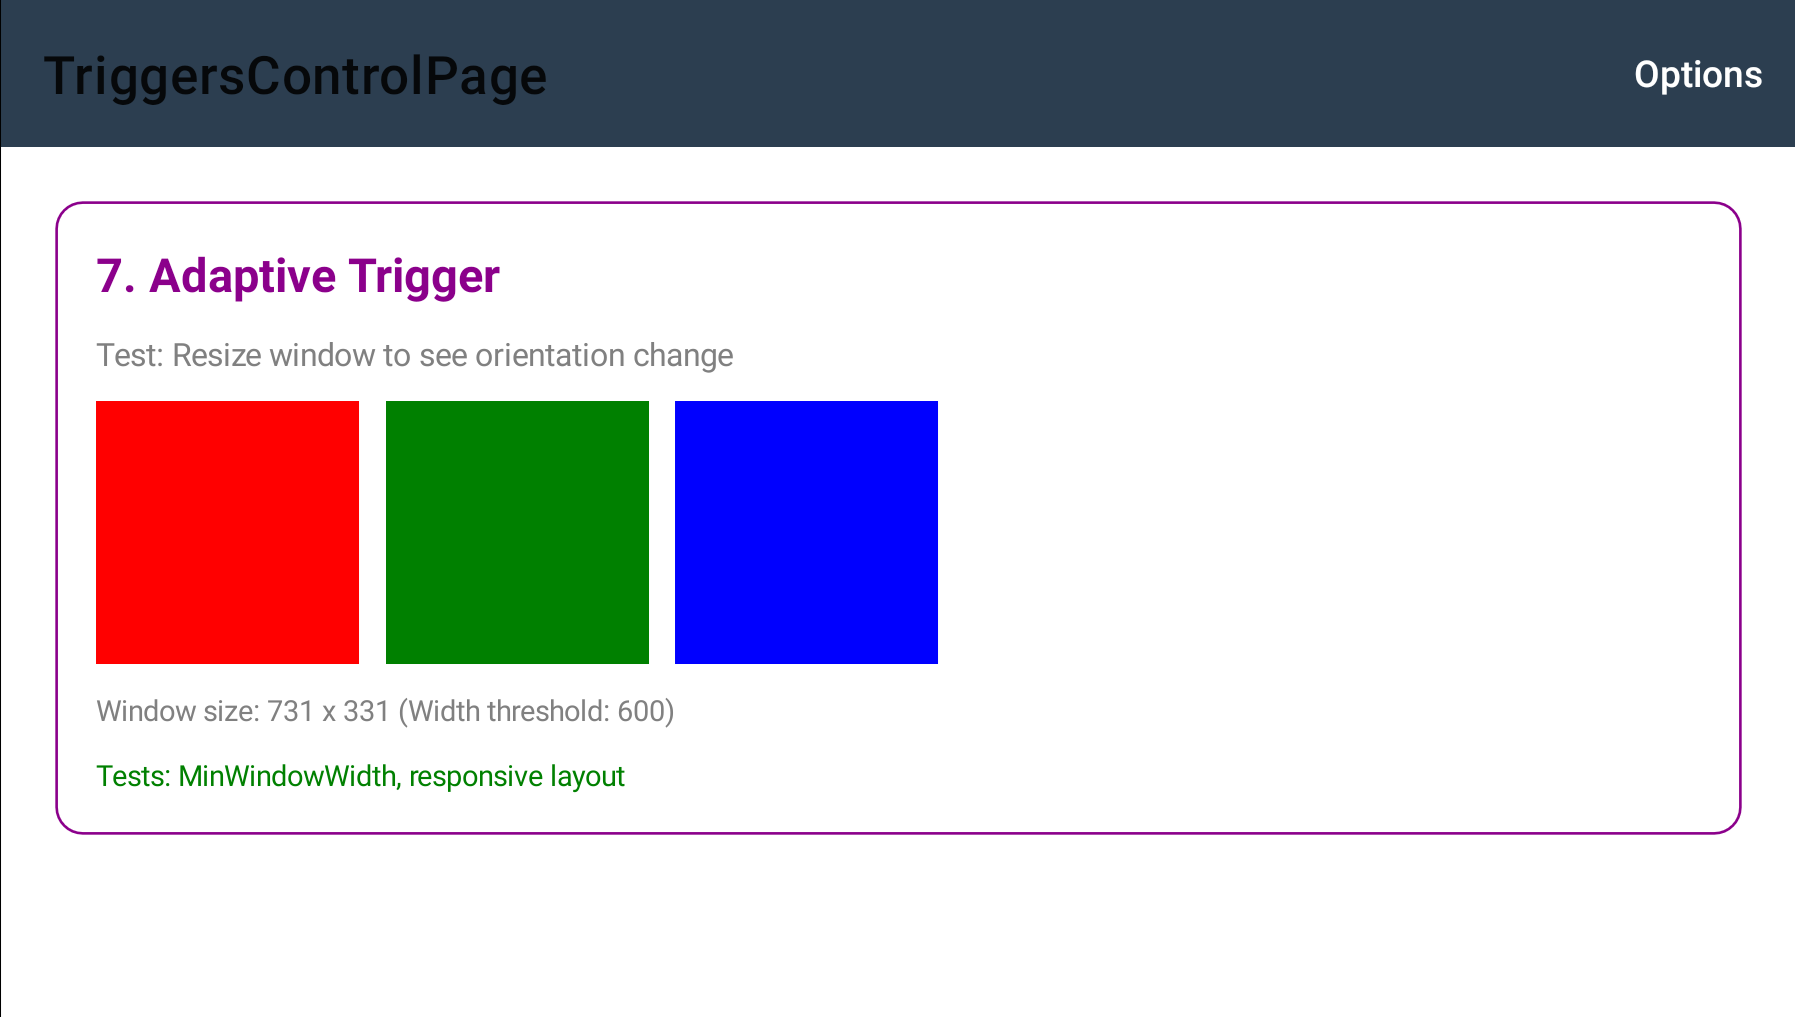 TriggersControlPage
Options
7. Adaptive Trigger
Test: Resize window to see orientation change
Window size: 731 x 331 (Width threshold: 600)
Tests: MinWindowWidth, responsive layout